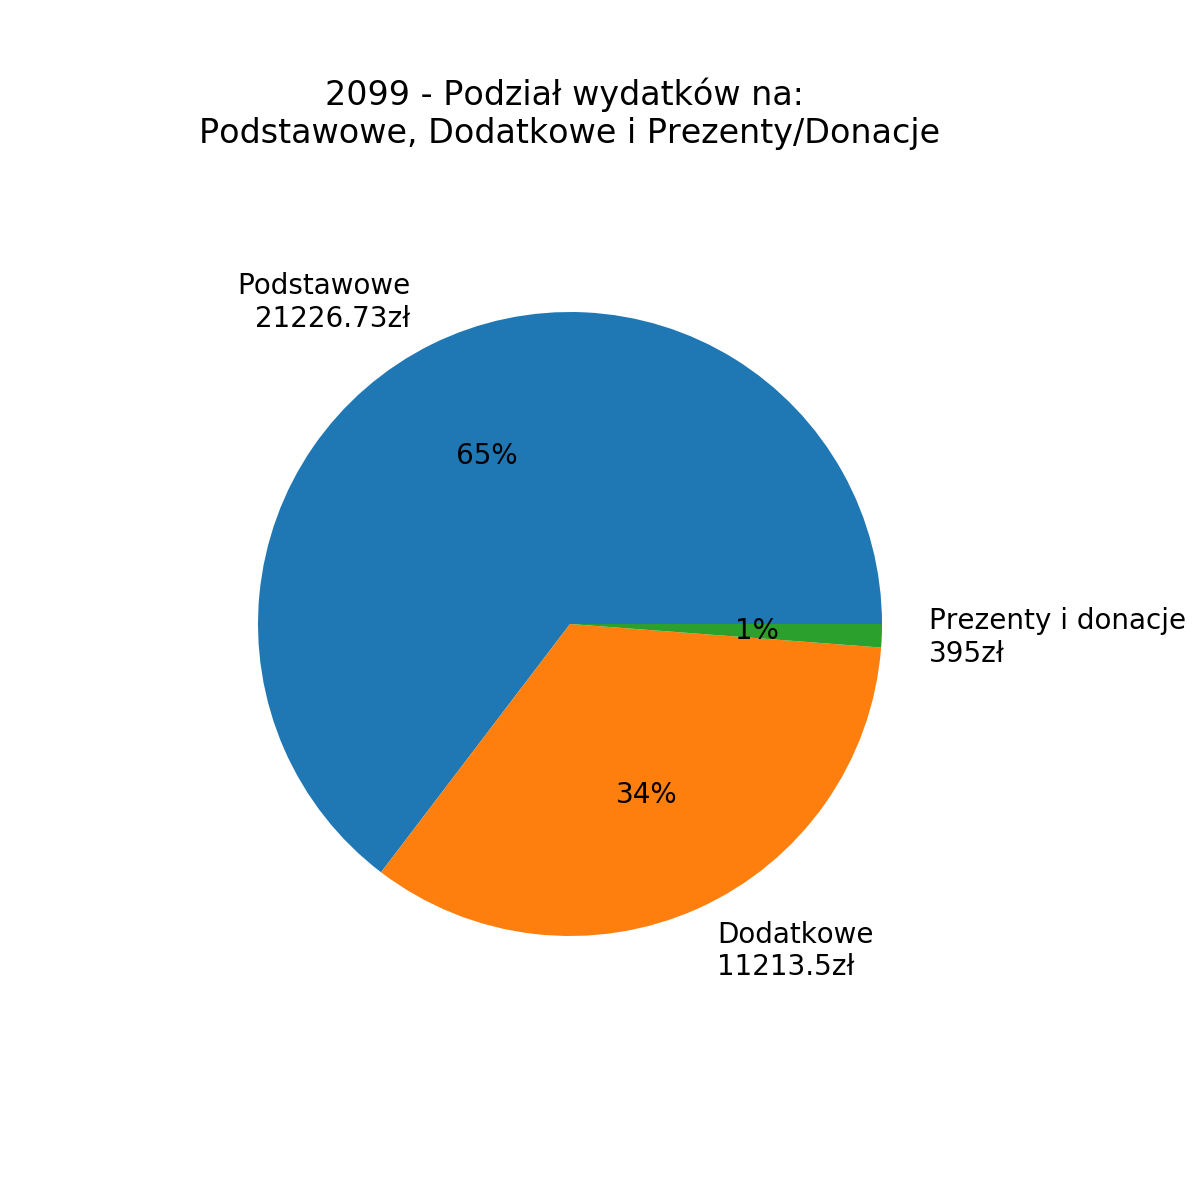 2099 - Podział wydatków na:
Podstawowe, Dodatkowe i Prezenty/Donacje
Podstawowe
21226.73zł
65%
1%
Prezenty i donacje
395zł
34%
Dodatkowe
11213.5zł